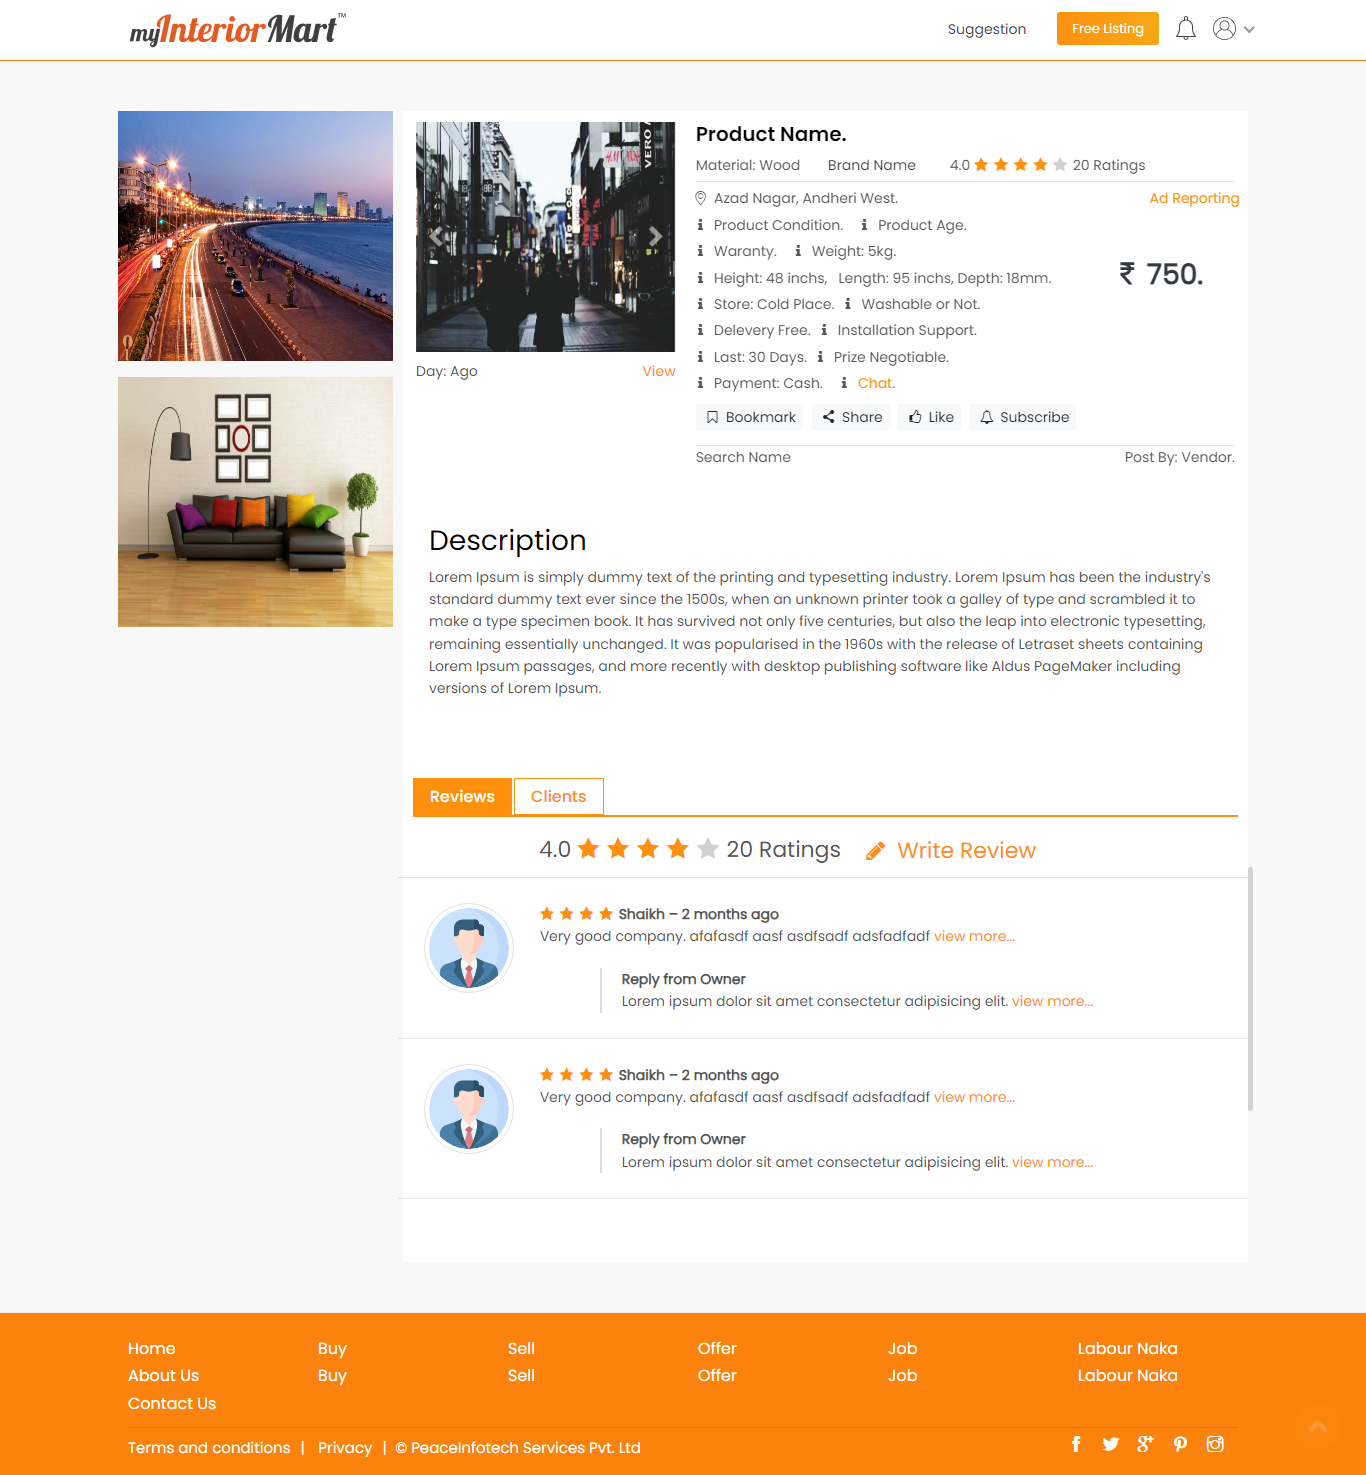 myInteriorMart™
Suggestion
Free Listing
VERO
H&M
Day: Ago
View
Product Name.
Material: Wood Brand Name 4.0 20 Ratings
Azad Nagar, Andheri West.
Ad Reporting
Product Condition. Product Age.
Waranty. Weight: 5kg.
Height: 48 inchs, Length: 95 inchs, Depth: 18mm.
₹ 750.
Store: Cold Place. Washable or Not.
Delevery Free. Installation Support.
Last: 30 Days. Prize Negotiable.
Payment: Cash. Chat.
Bookmark Share Like Subscribe
Search Name
Post By: Vendor.
Description
Lorem Ipsum is simply dummy text of the printing and typesetting industry. Lorem Ipsum has been the industry's
standard dummy text ever since the 1500s, when an unknown printer took a galley of type and scrambled it to
make a type specimen book. It has survived not only five centuries, but also the leap into electronic typesetting,
remaining essentially unchanged. It was popularised in the 1960s with the release of Letraset sheets containing
Lorem Ipsum passages, and more recently with desktop publishing software like Aldus PageMaker including
versions of Lorem Ipsum.
Reviews Clients
4.0 20 Ratings Write Review
Shaikh – 2 months ago
Very good company. afafasdf aasf asdfsadf adsfadfadf view more...
Reply from Owner
Lorem ipsum dolor sit amet consectetur adipisicing elit. view more...
Shaikh – 2 months ago
Very good company. afafasdf aasf asdfsadf adsfadfadf view more...
Reply from Owner
Lorem ipsum dolor sit amet consectetur adipisicing elit. view more...
Home Buy Sell Offer Job Labour Naka
About Us Buy Sell Offer Job Labour Naka
Contact Us
Terms and conditions | Privacy | © PeaceInfotech Services Pvt. Ltd